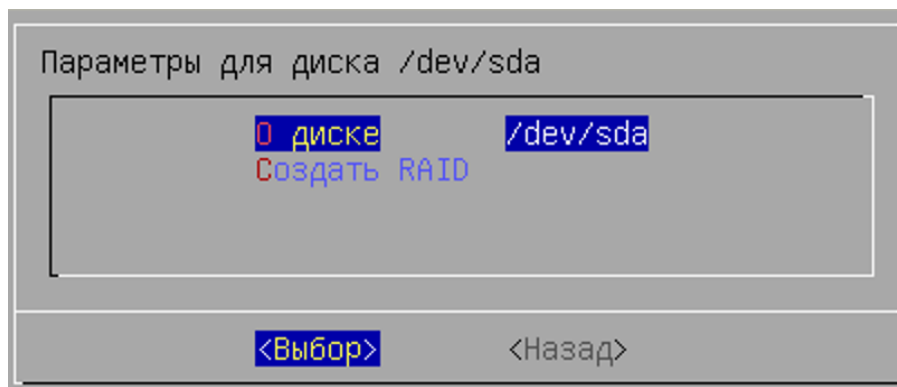 Параметры для диска /dev/sda
О диске /dev/sda
Создать RAID
<Выбор> <Назад>